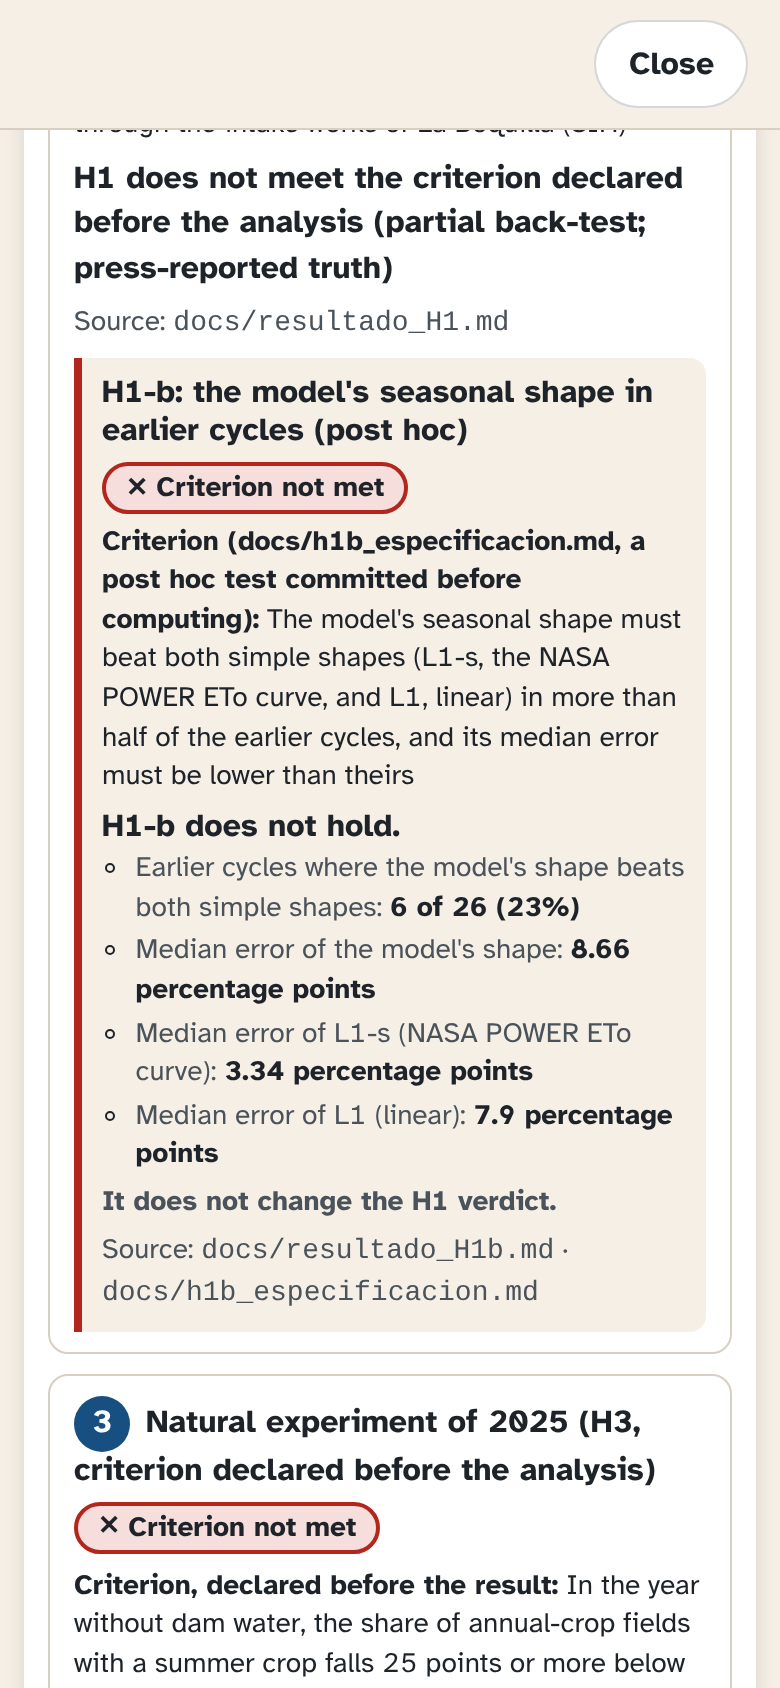 Close
H1 does not meet the criterion declared
before the analysis (partial back-test;
press-reported truth)
Source: docs/resultado_H1.md
H1-b: the model's seasonal shape in
earlier cycles (post hoc)
✕ Criterion not met
Criterion (docs/h1b_especificacion.md, a
post hoc test committed before
computing): The model's seasonal shape must
beat both simple shapes (L1-s, the NASA
POWER ETo curve, and L1, linear) in more than
half of the earlier cycles, and its median error
must be lower than theirs
H1-b does not hold.
Earlier cycles where the model's shape beats
both simple shapes: 6 of 26 (23%)
Median error of the model's shape: 8.66
percentage points
Median error of L1-s (NASA POWER ETo
curve): 3.34 percentage points
Median error of L1 (linear): 7.9 percentage
points
It does not change the H1 verdict.
Source: docs/resultado_H1b.md ·
docs/h1b_especificacion.md
3 Natural experiment of 2025 (H3,
criterion declared before the analysis)
✕ Criterion not met
Criterion, declared before the result: In the year
without dam water, the share of annual-crop fields
with a summer crop falls 25 points or more below